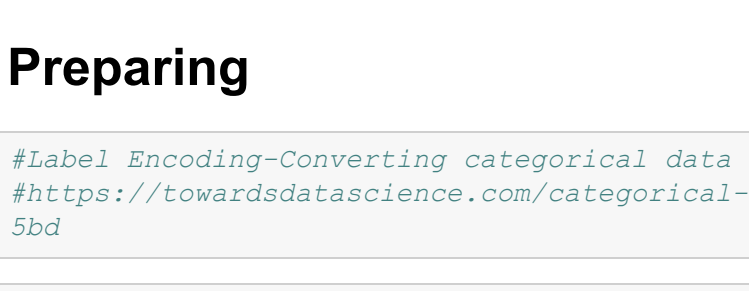 Preparing
#Label Encoding-Converting categorical data
#https://towardsdatascience.com/categorical-
5bd